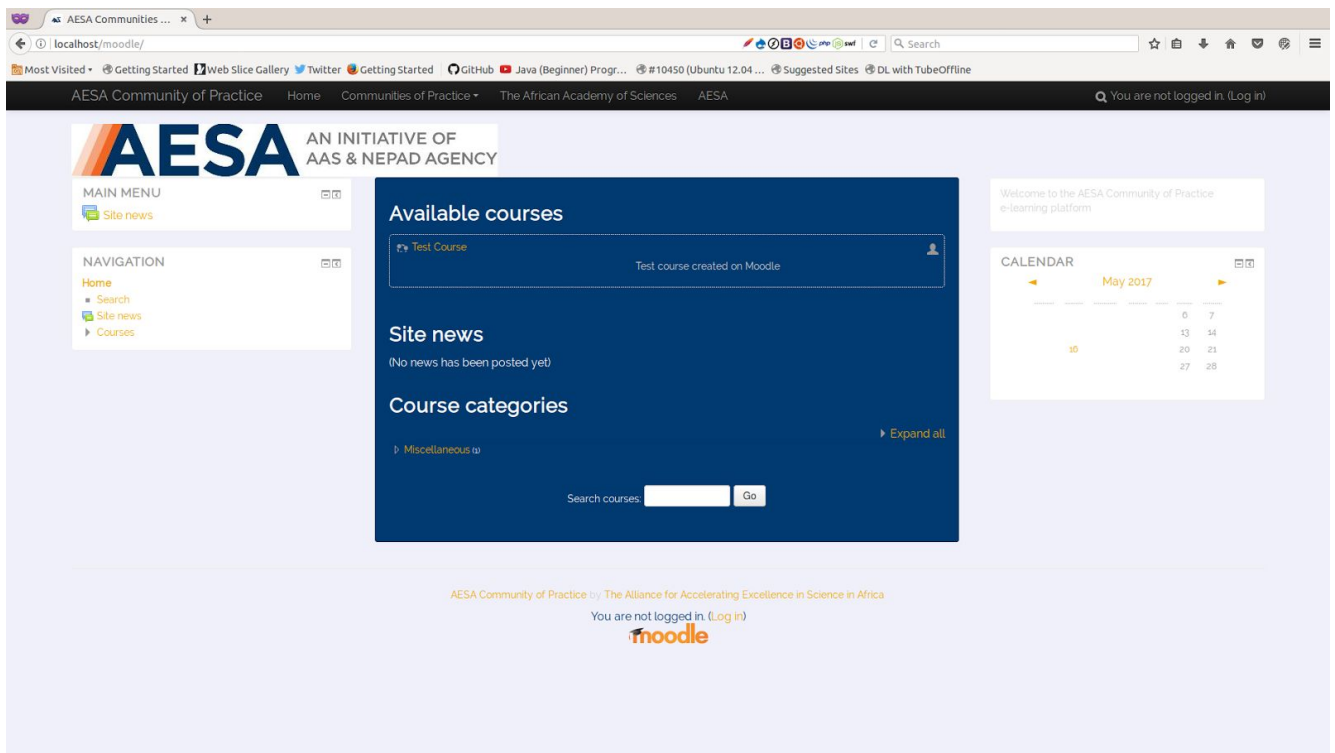 AESA Communities ...
localhost/moodle/
php
swf
Search
Most Visited
Getting Started
Web Slice Gallery
Twitter
Getting Started
GitHub
Java (Beginner) Progr...
#10450 (Ubuntu 12.04 ...
Suggested Sites
DL with TubeOffline
AESA Community of Practice
Home
Communities of Practice
The African Academy of Sciences
AESA
You are not logged in. (Log in)
AESA
AN INITIATIVE OF
AAS & NEPAD AGENCY
MAIN MENU
Site news
NAVIGATION
Home
Search
Site news
Courses
Available courses
Test Course
Test course created on Moodle
Site news
(No news has been posted yet)
Course categories
Expand all
Miscellaneous (1)
Search courses:
Go
Welcome to the AESA Community of Practice
e-learning platform
CALENDAR
May 2017
6 7
13 14
16 20 21
27 28
AESA Community of Practice by The Alliance for Accelerating Excellence in Science in Africa
You are not logged in. (Log in)
moodle